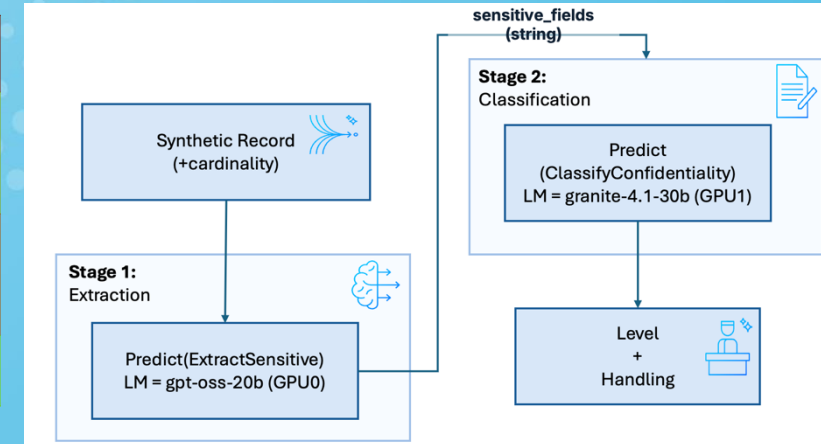 sensitive_fields
(string)
Synthetic Record
(+cardinality)
Stage 1:
Extraction
Predict(ExtractSensitive)
LM = gpt-oss-20b (GPU0)
Stage 2:
Classification
Predict
(ClassifyConfidentiality)
LM = granite-4.1-30b (GPU1)
Level
+
Handling